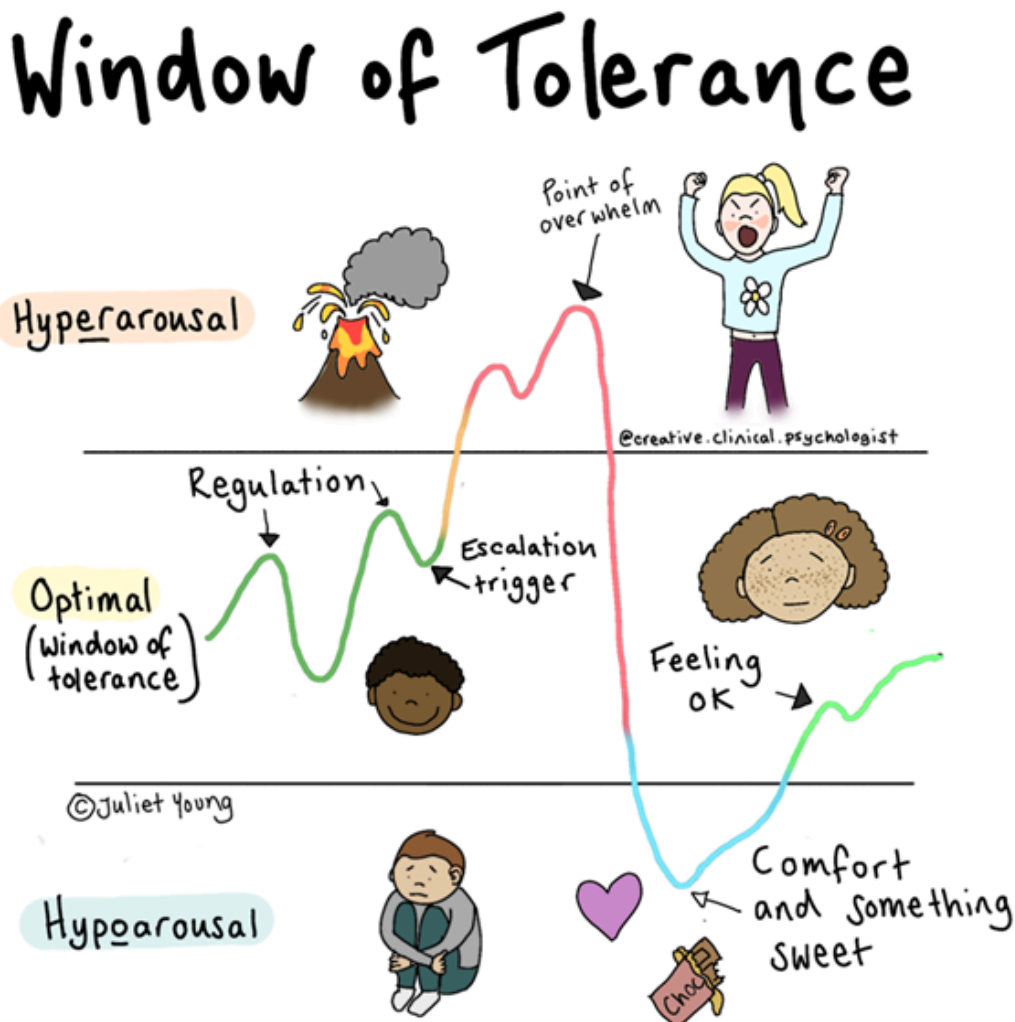 Window of Tolerance
Point of
overwhelm
Hyperarousal
@creative.clinical.psychologist
Regulation
Escalation
trigger
Optimal
(window of
tolerance)
Feeling
OK
©Juliet Young
Hypoarousal
Comfort
and something
sweet
Choc